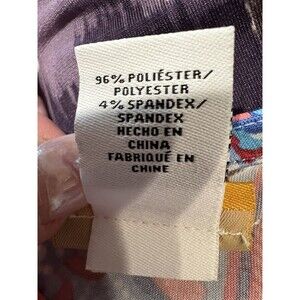 96% POLIÉSTER/
POLYESTER
4% SPANDEX/
SPANDEX
HECHO EN
CHINA
FABRIQUÉ EN
CHINE